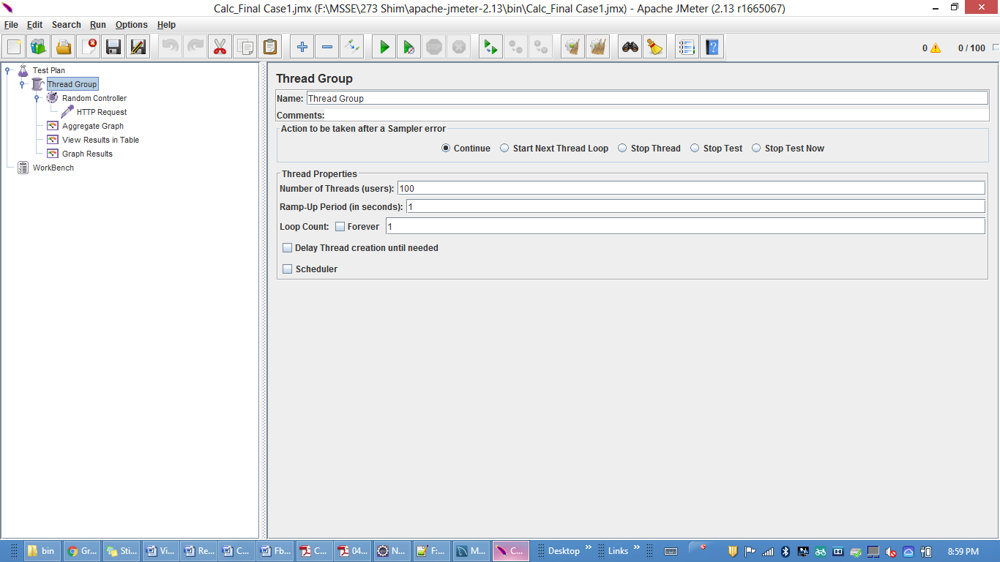 Calc_Final Case1.jmx (F:\MSSE\273 Shim\apache-jmeter-2.13\bin\Calc_Final Case1.jmx) - Apache JMeter (2.13 r1665067)
File Edit Search Run Options Help
STOP
0 0 / 100
Test Plan
Thread Group
Random Controller
HTTP Request
Aggregate Graph
View Results in Table
Graph Results
WorkBench
Thread Group
Name: Thread Group
Comments:
Action to be taken after a Sampler error
Continue Start Next Thread Loop Stop Thread Stop Test Stop Test Now
Thread Properties
Number of Threads (users): 100
Ramp-Up Period (in seconds): 1
Loop Count: Forever 1
Delay Thread creation until needed
Scheduler
bin Gr... Sti... Vi... Re... C... Fb... C... 04... N... F:... M... C... Desktop » Links » 8:59 PM